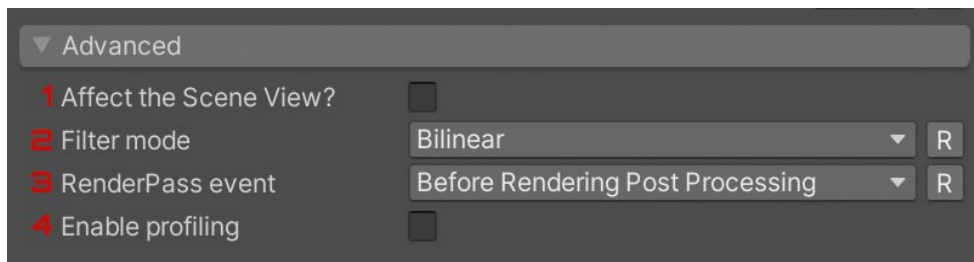 Advanced
1 Affect the Scene View?
2 Filter mode Bilinear R
3 RenderPass event Before Rendering Post Processing R
4 Enable profiling